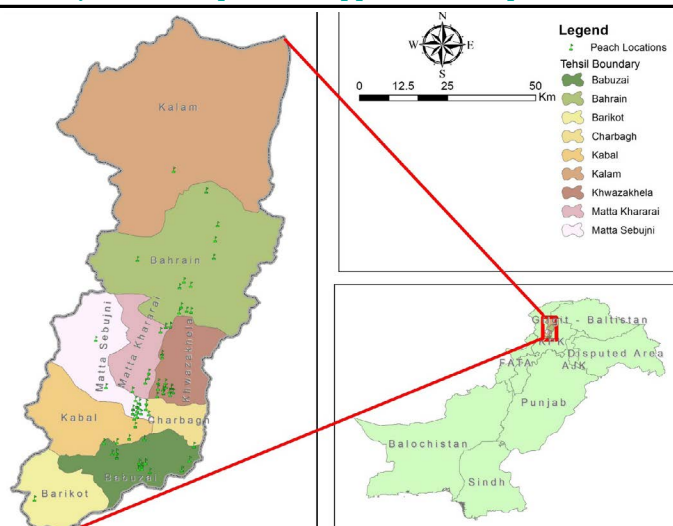 Kalam
Bahrain
Matta Sebujni
Matta Khararai
Khwazakhela
Kabal
Charbagh
Babuzai
Barikot
N
W
E
S
0 12.5 25 50
Km
Legend
Peach Locations
Tehsil Boundary
Babuzai
Bahrain
Barikot
Charbagh
Kabal
Kalam
Khwazakhela
Matta Khararai
Matta Sebujni
Gilgit - Baltistan
KPK
Disputed Area
FATA
AJK
Punjab
Balochistan
Sindh